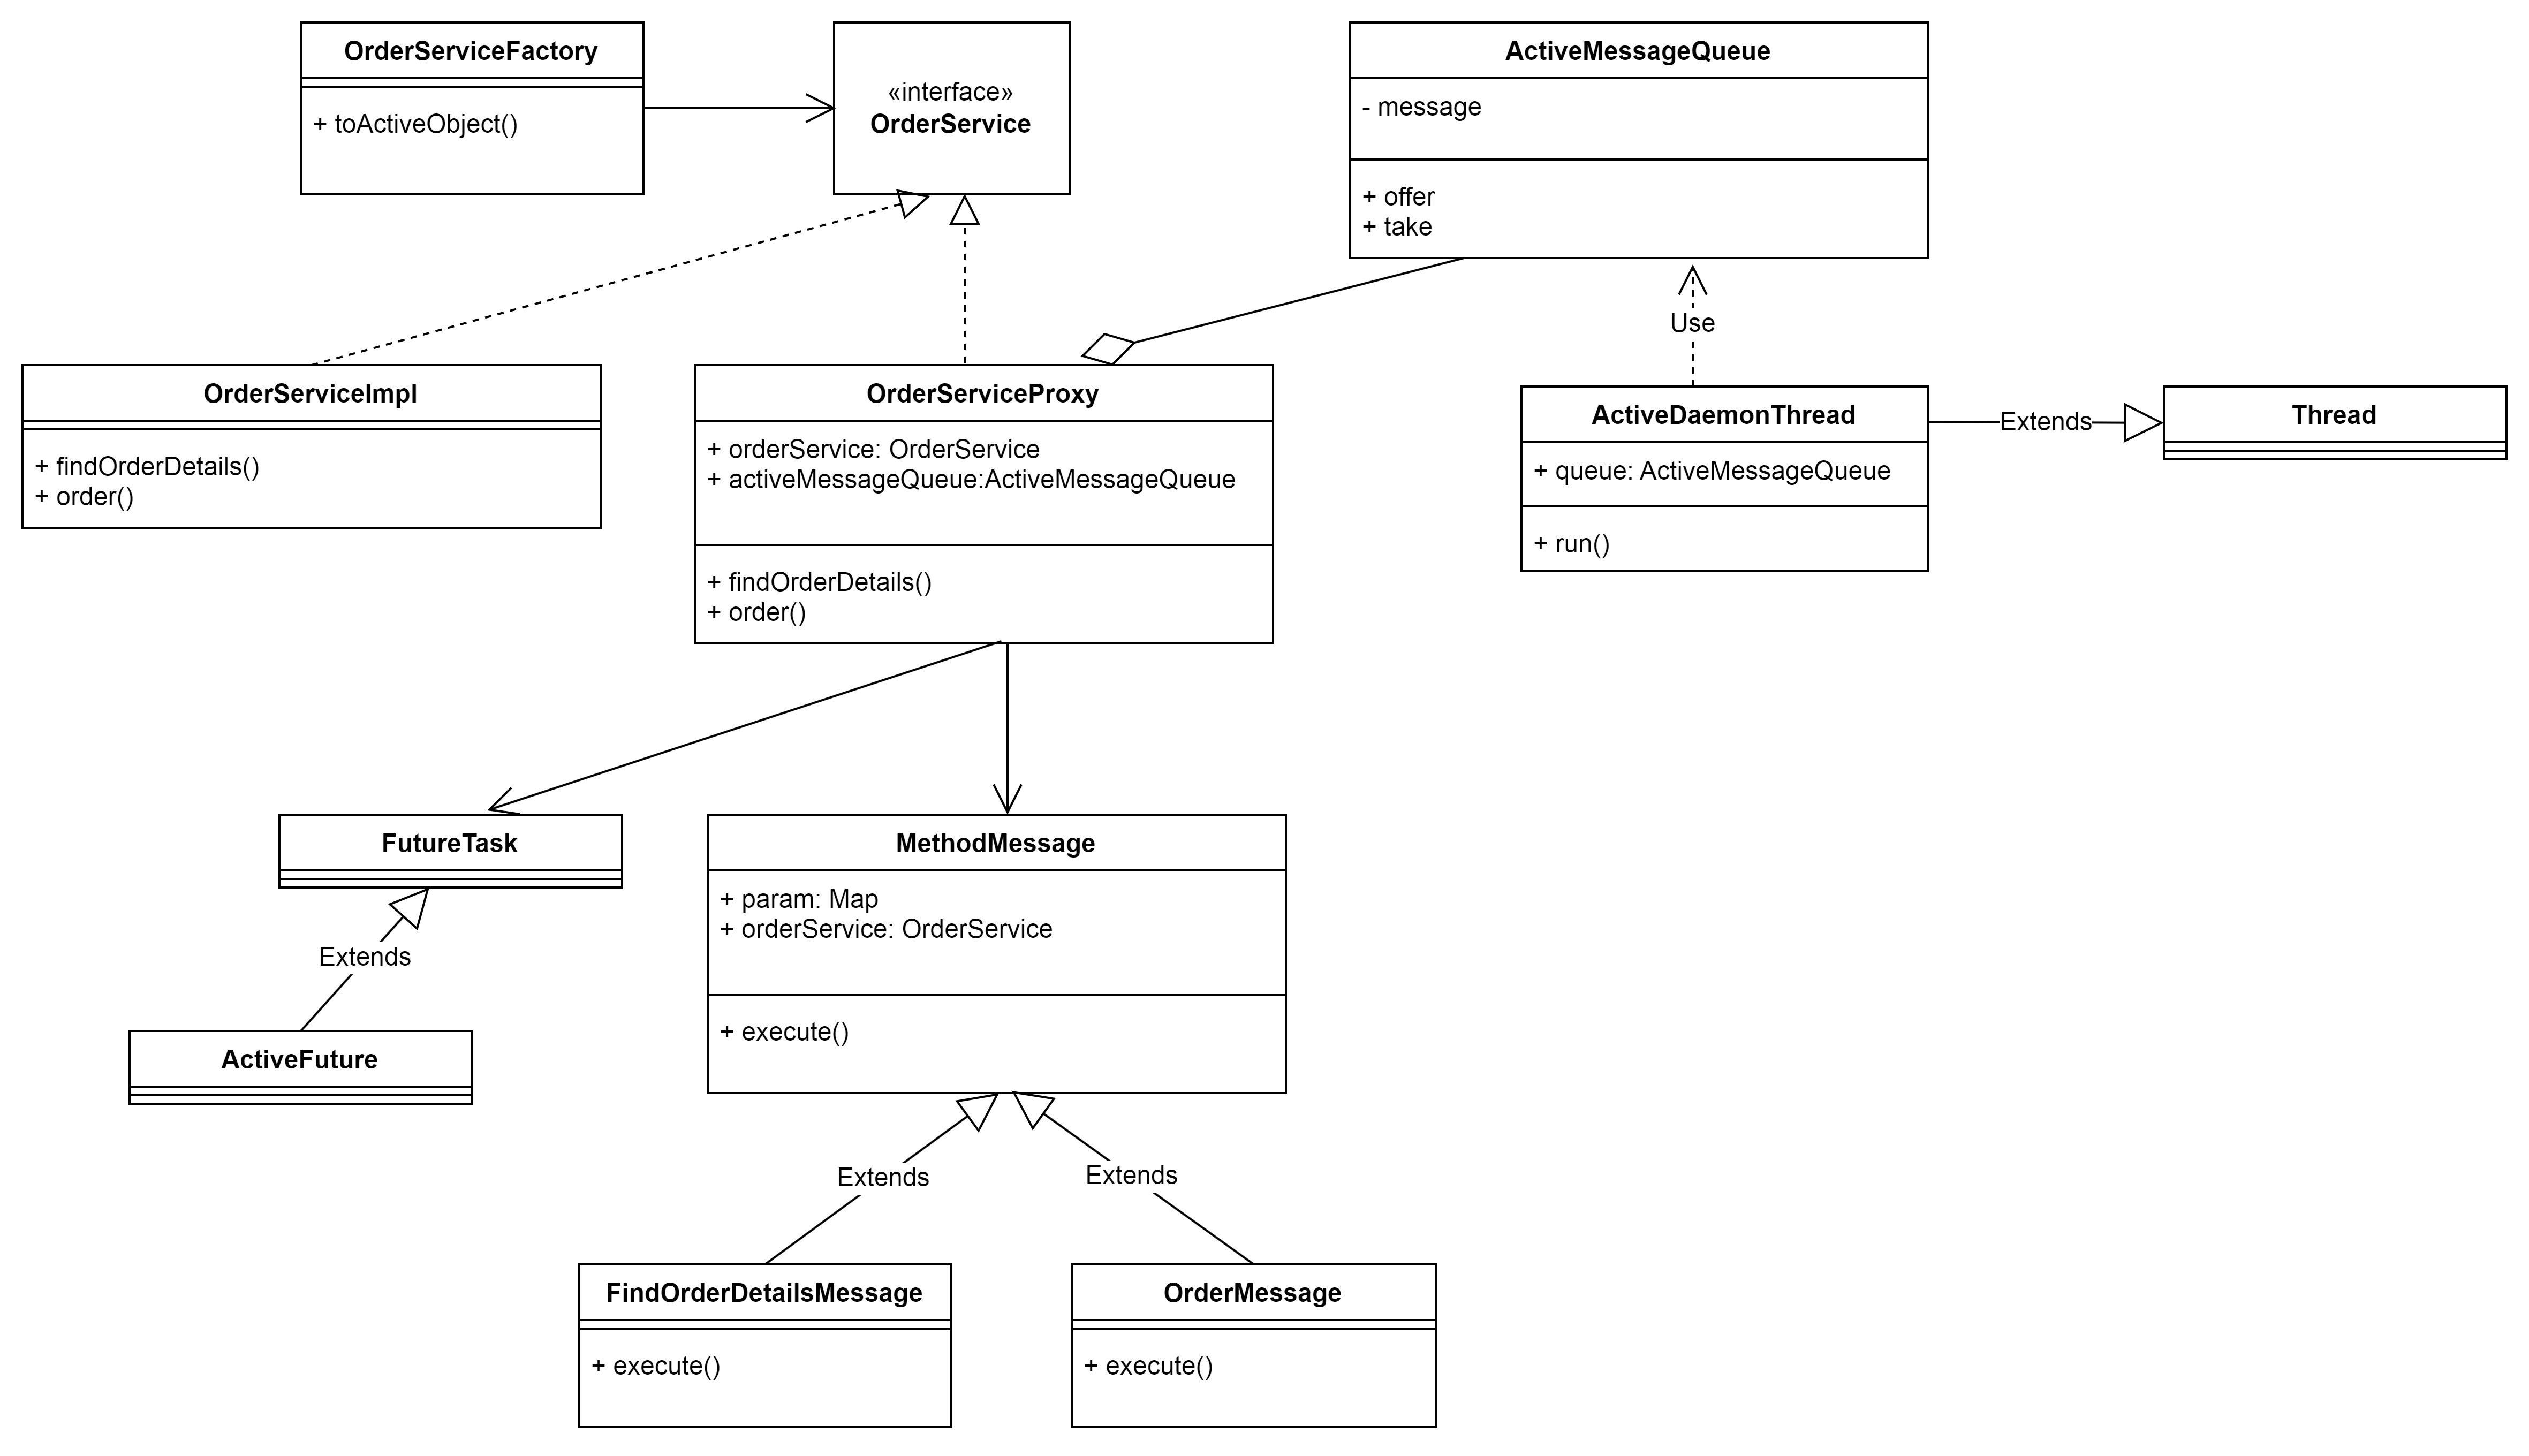 OrderServiceFactory
+ toActiveObject()
«interface»
OrderService
ActiveMessageQueue
- message
+ offer
+ take
Use
OrderServiceImpl
+ findOrderDetails()
+ order()
OrderServiceProxy
+ orderService: OrderService
+ activeMessageQueue:ActiveMessageQueue
+ findOrderDetails()
+ order()
ActiveDaemonThread
+ queue: ActiveMessageQueue
+ run()
Extends
Thread
FutureTask
Extends
ActiveFuture
MethodMessage
+ param: Map
+ orderService: OrderService
+ execute()
Extends
Extends
FindOrderDetailsMessage
+ execute()
OrderMessage
+ execute()